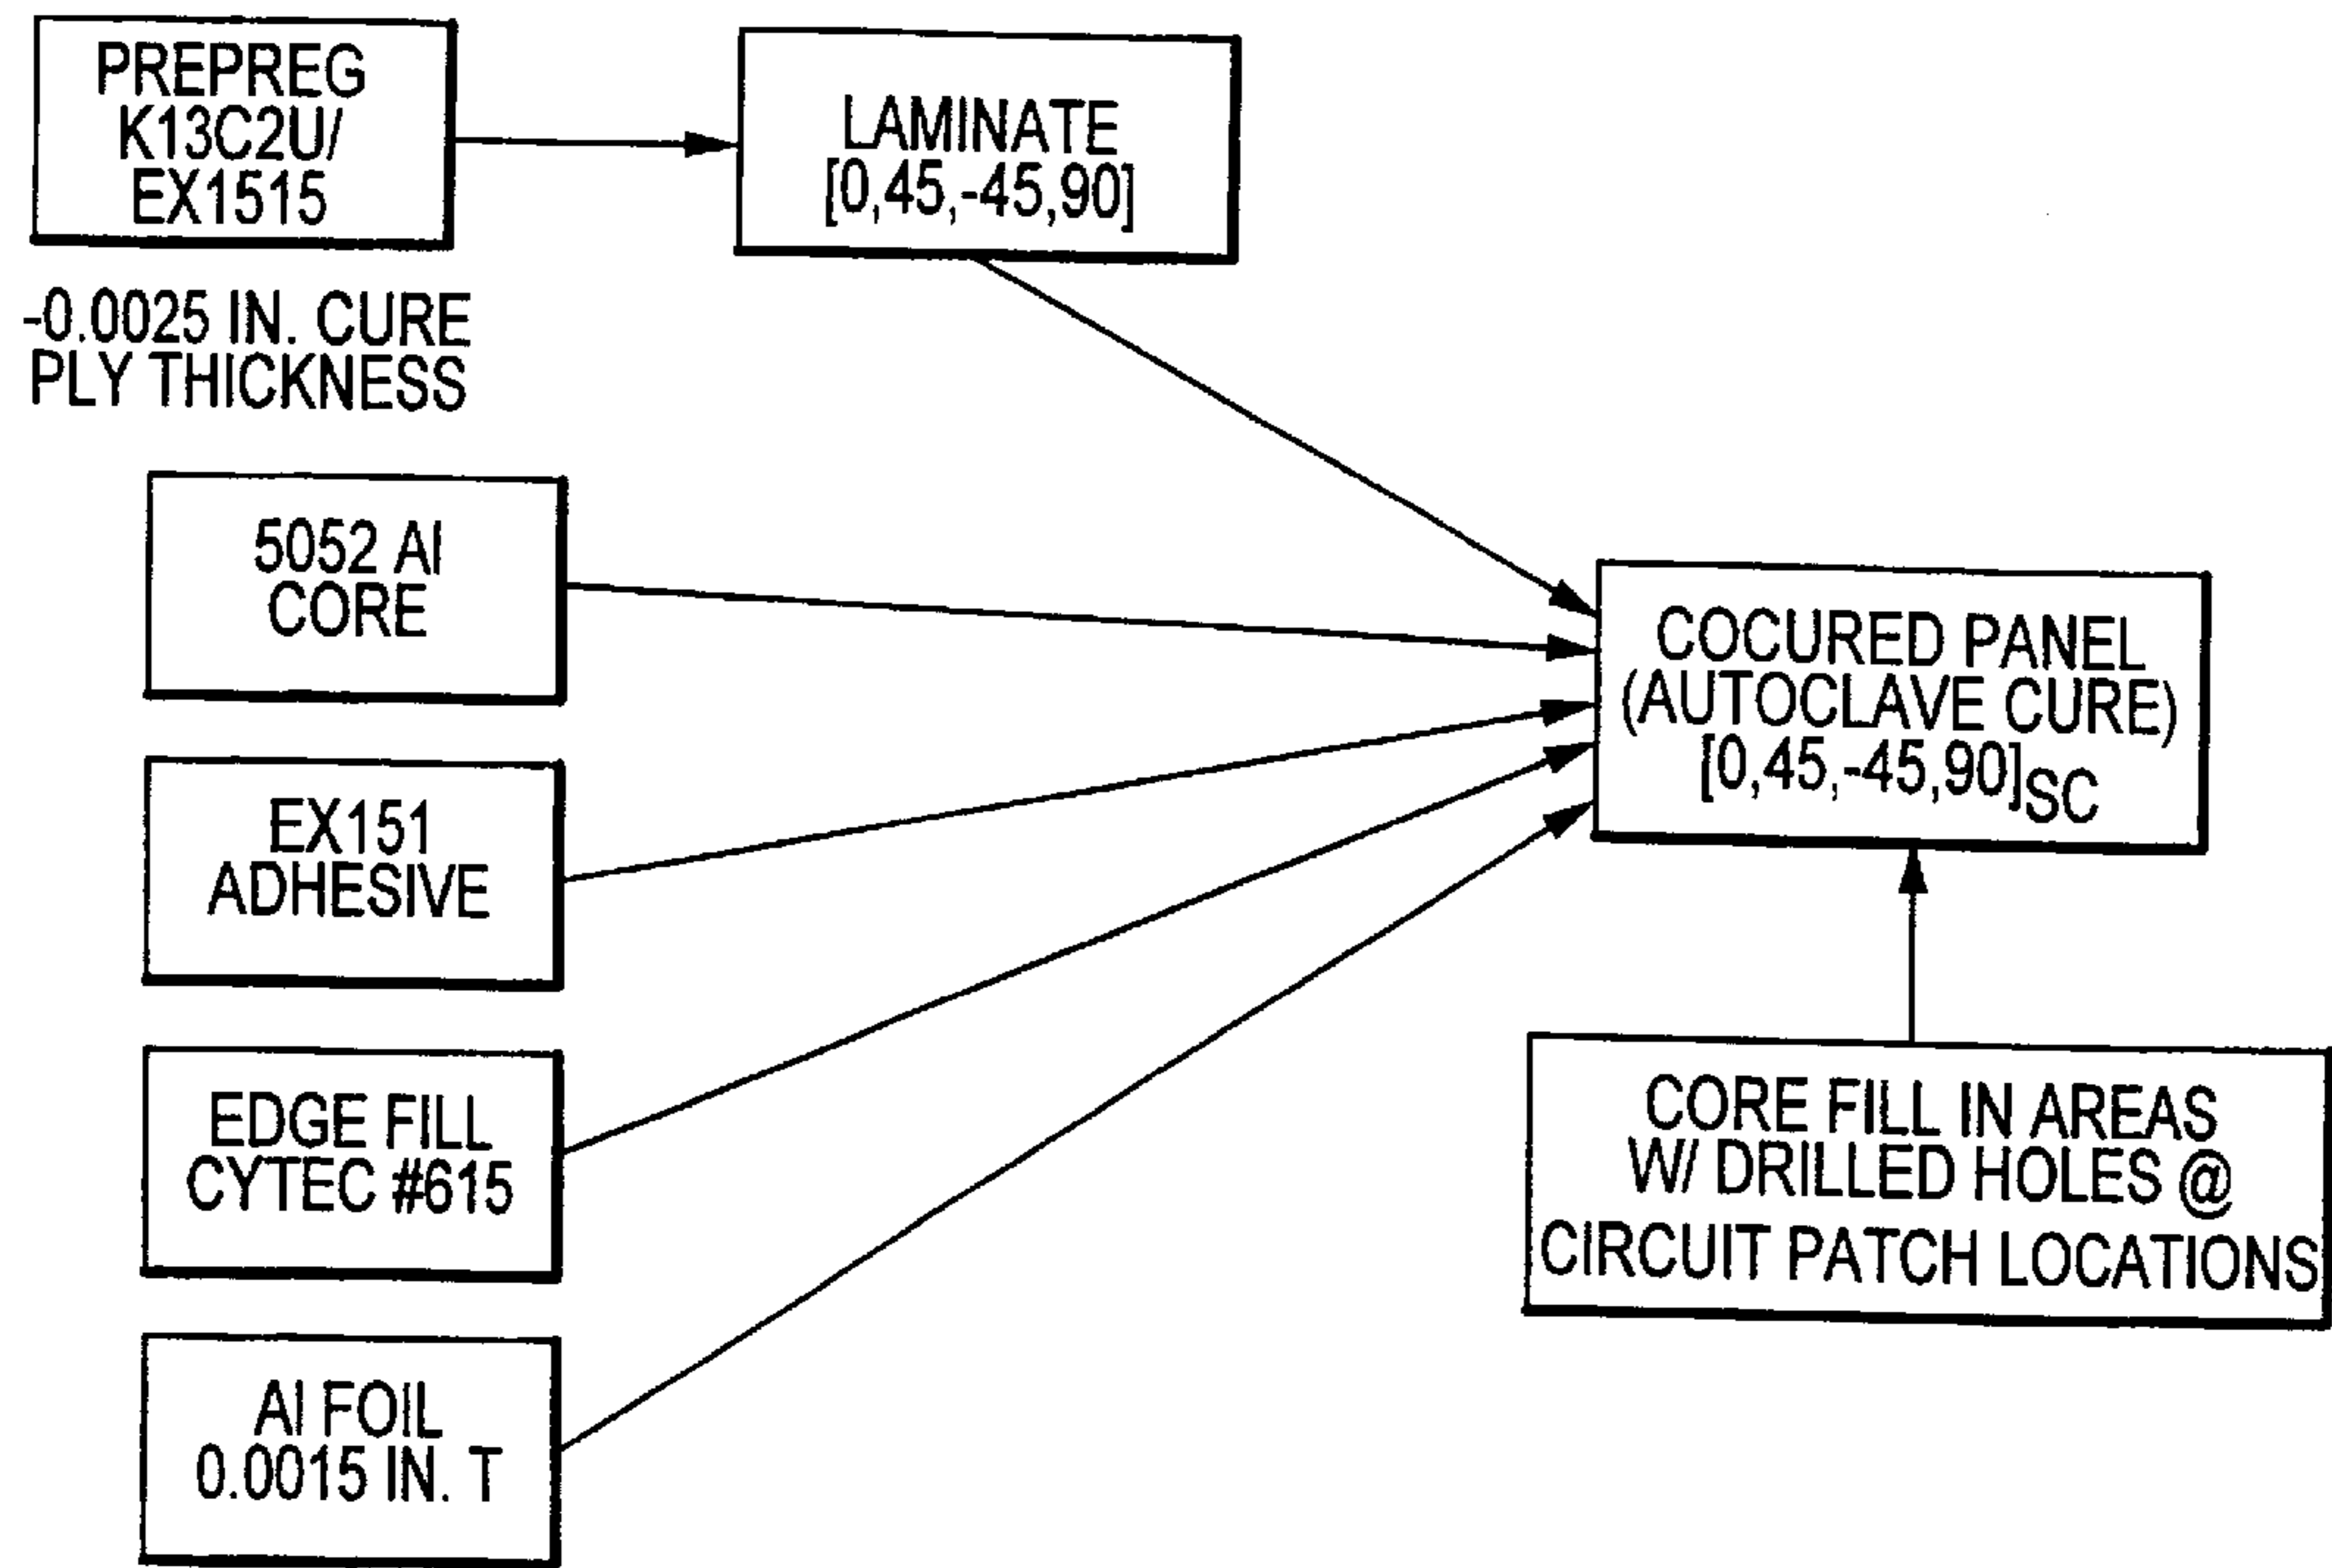 PREPREG
K13C2U/
EX1515
LAMINATE
[0,45,-45,90]
-0.0025 IN. CURE
PLY THICKNESS
5052 Al
CORE
EX151
ADHESIVE
EDGE FILL
CYTEC #615
Al FOIL
0.0015 IN. T
COCURED PANEL
(AUTOCLAVE CURE)
[0,45,-45,90]SC
CORE FILL IN AREAS
W/ DRILLED HOLES @
CIRCUIT PATCH LOCATIONS